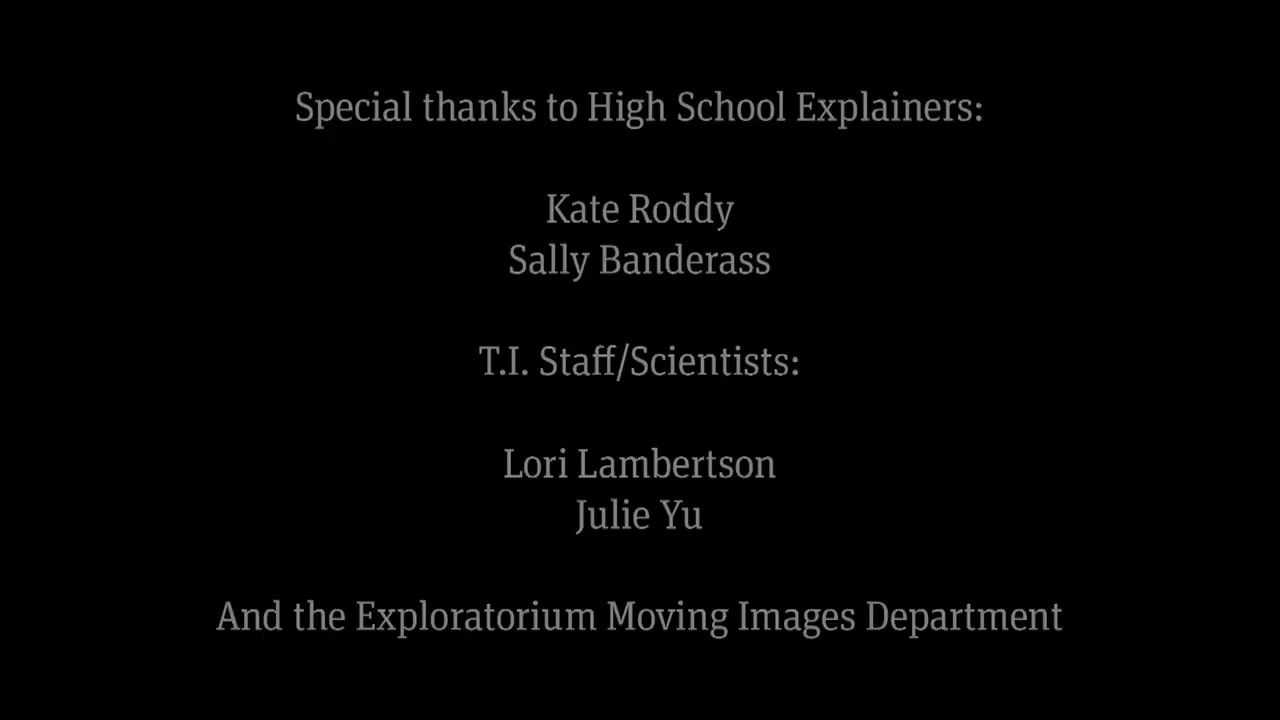 Special thanks to High School Explainers:
Kate Roddy
Sally Banderass
T.I. Staff/Scientists:
Lori Lambertson
Julie Yu
And the Exploratorium Moving Images Department